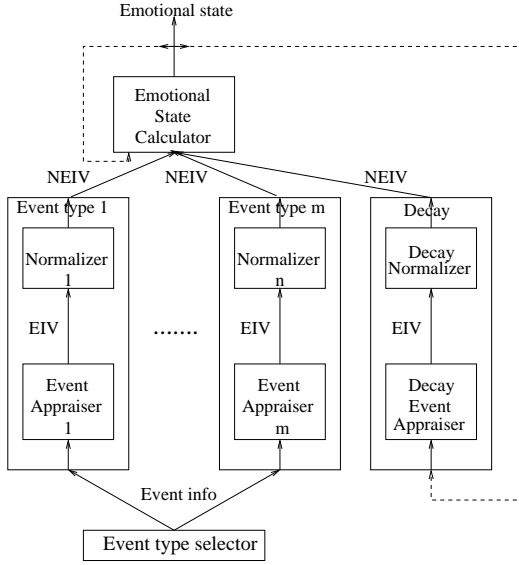 Emotional state
Emotional
State
Calculator
NEIV
NEIV
NEIV
Event type 1
Event type m
Decay
Normalizer
1
Normalizer
n
Decay
Normalizer
EIV
.......
EIV
EIV
Event
Appraiser
1
Event
Appraiser
m
Decay
Event
Appraiser
Event info
Event type selector